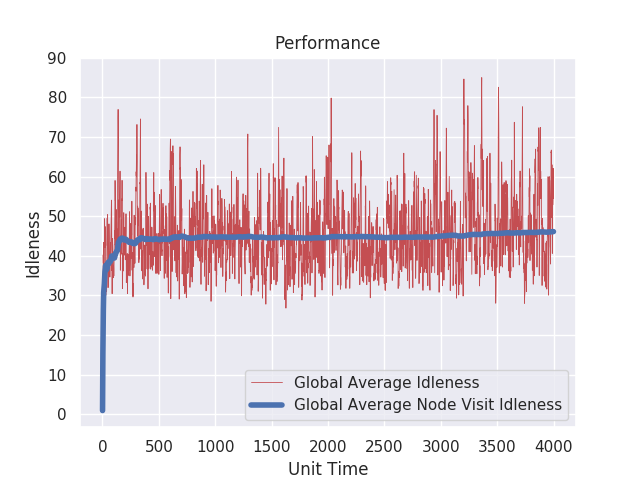 Performance
90
80
70
60
50
40
30
20
10
0
Idleness
Global Average Idleness
Global Average Node Visit Idleness
0 500 1000 1500 2000 2500 3000 3500 4000
Unit Time